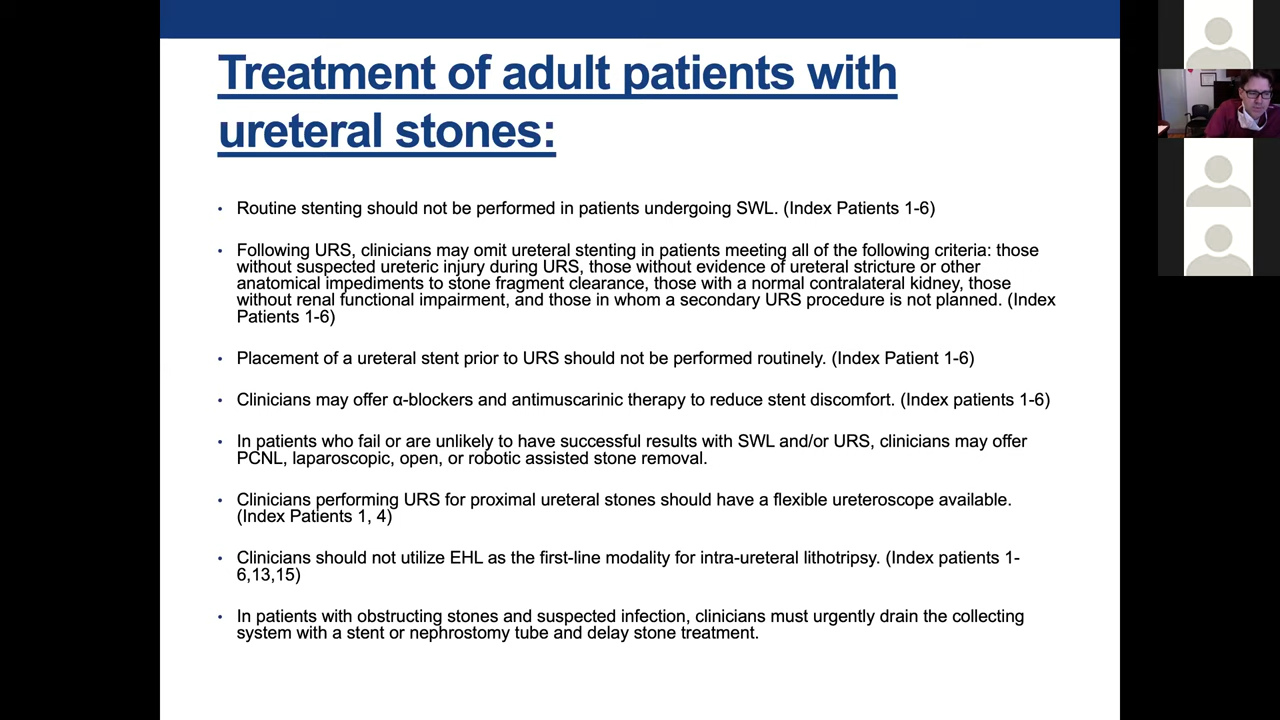 Treatment of adult patients with
ureteral stones:
• Routine stenting should not be performed in patients undergoing SWL. (Index Patients 1-6)
• Following URS, clinicians may omit ureteral stenting in patients meeting all of the following criteria: those
without suspected ureteric injury during URS, those without evidence of ureteral stricture or other
anatomical impediments to stone fragment clearance, those with a normal contralateral kidney, those
without renal functional impairment, and those in whom a secondary URS procedure is not planned. (Index
Patients 1-6)
• Placement of a ureteral stent prior to URS should not be performed routinely. (Index Patient 1-6)
• Clinicians may offer α-blockers and antimuscarinic therapy to reduce stent discomfort. (Index patients 1-6)
• In patients who fail or are unlikely to have successful results with SWL and/or URS, clinicians may offer
PCNL, laparoscopic, open, or robotic assisted stone removal.
• Clinicians performing URS for proximal ureteral stones should have a flexible ureteroscope available.
(Index Patients 1, 4)
• Clinicians should not utilize EHL as the first-line modality for intra-ureteral lithotripsy. (Index patients 1-
6,13,15)
• In patients with obstructing stones and suspected infection, clinicians must urgently drain the collecting
system with a stent or nephrostomy tube and delay stone treatment.